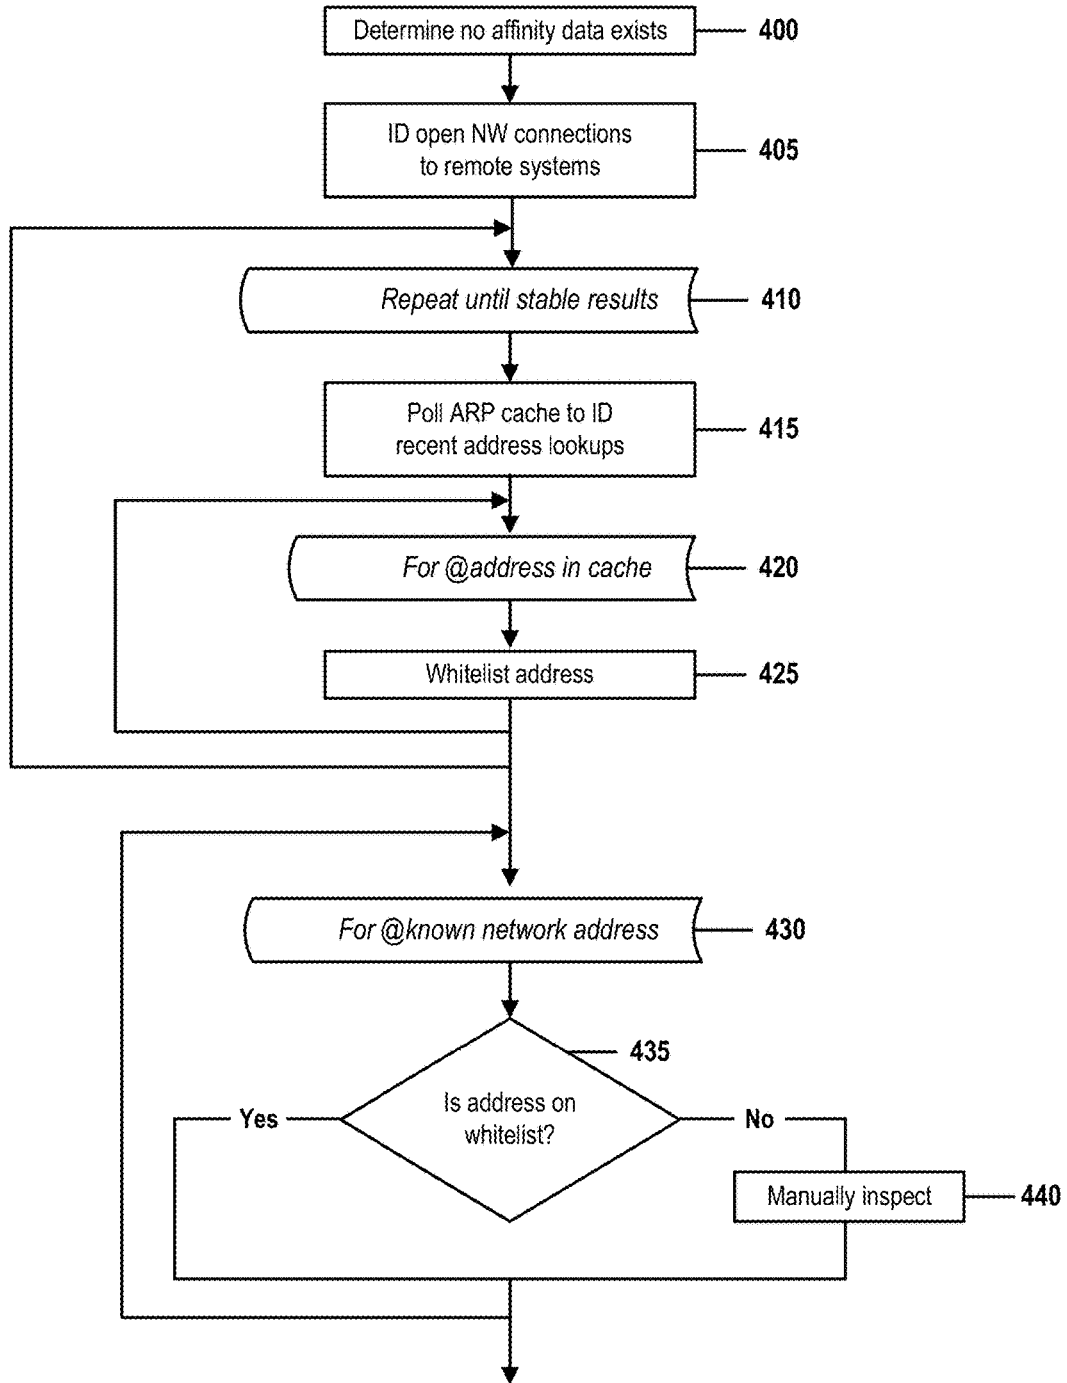 Determine no affinity data exists
400
ID open NW connections
to remote systems
405
Repeat until stable results
410
Poll ARP cache to ID
recent address lookups
415
For @address in cache
420
Whitelist address
425
For @known network address
430
435
Is address on
whitelist?
Yes
No
Manually inspect
440